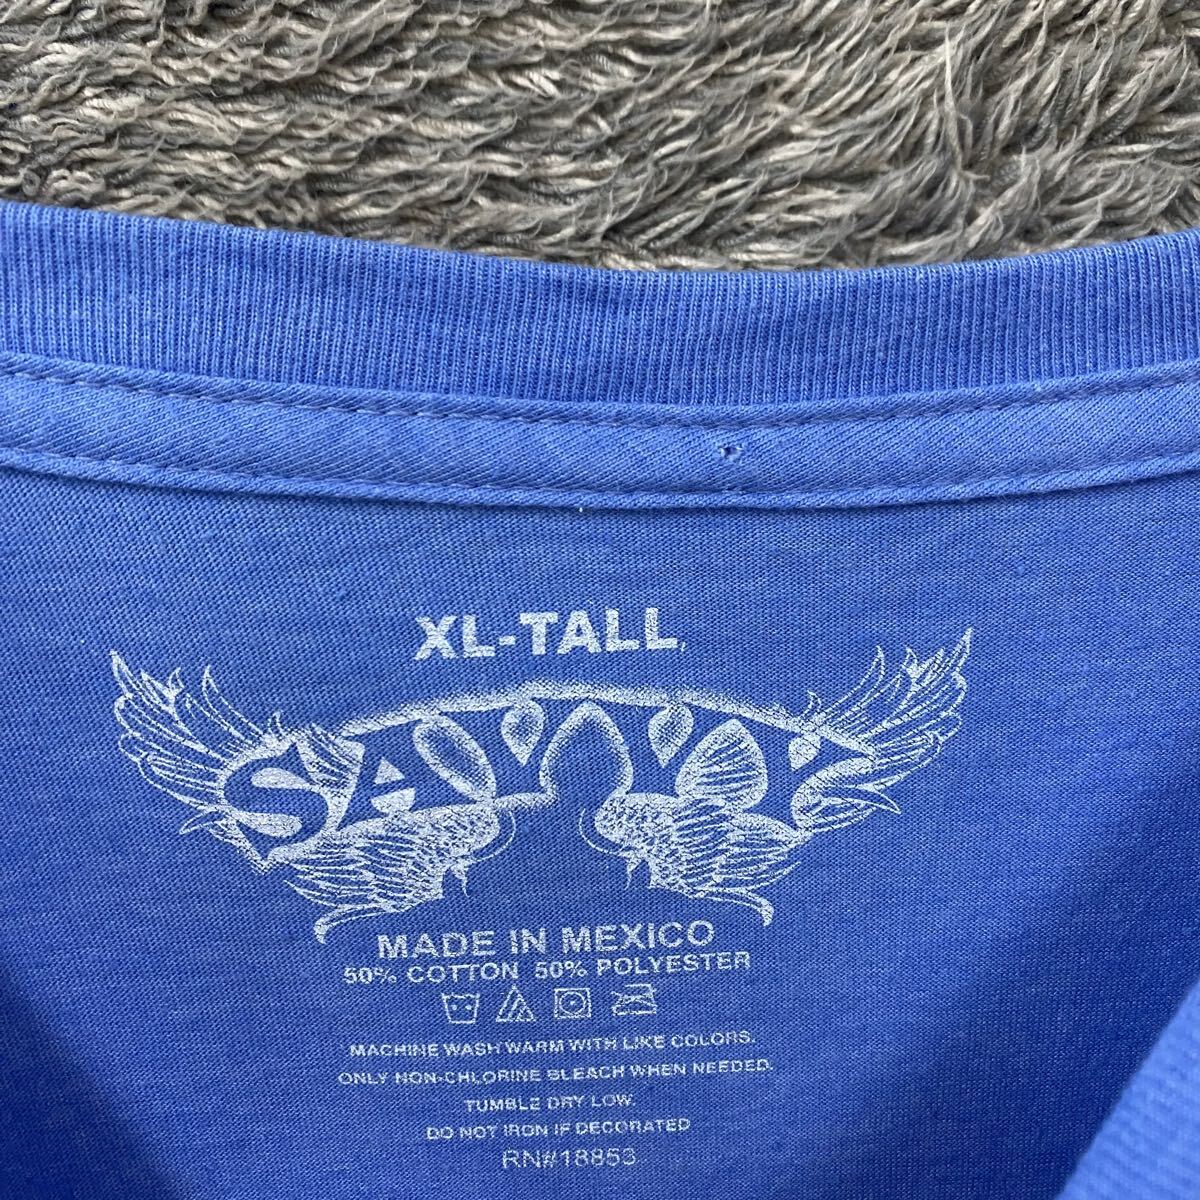 XL-TALL
SAVVY
MADE IN MEXICO
50% COTTON 50% POLYESTER
MACHINE WASH WARM WITH LIKE COLORS.
ONLY NON-CHLORINE BLEACH WHEN NEEDED.
TUMBLE DRY LOW.
DO NOT IRON IF DECORATED
RN#18853